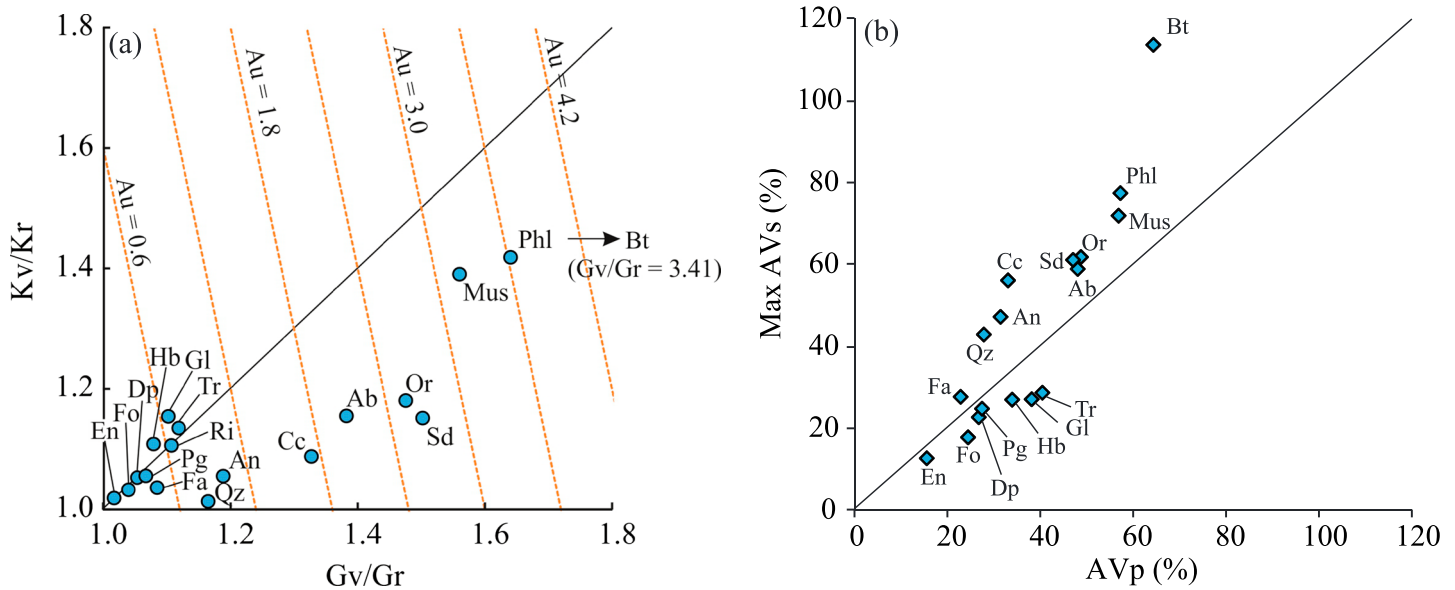 (a)
1.8
1.6
1.4
1.2
1.0
Kv/Kr
Au = 0.6
Au = 1.8
Au = 3.0
Au = 4.2
Phl
Bt
(Gv/Gr = 3.41)
Mus
Hb
Gl
Dp
Tr
Fo
En
Ri
Pg
Fa
An
Qz
Cc
Ab
Or
Sd
1.0
1.2
1.4
1.6
1.8
Gv/Gr
(b)
120
100
80
60
40
20
0
Max AVs (%)
Bt
Phl
Mus
Or
Sd
Ab
Cc
An
Qz
Fa
Tr
Gl
Hb
Pg
Fo
Dp
En
0
20
40
60
80
100
120
AVp (%)